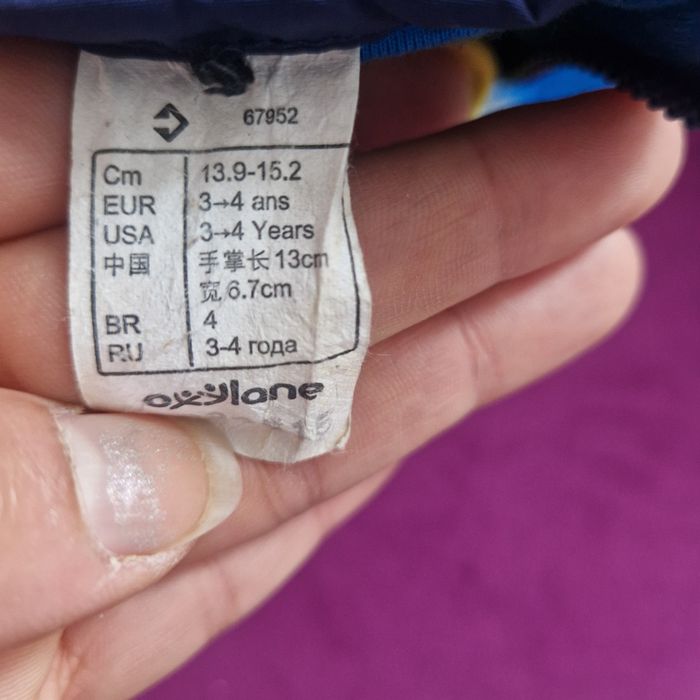 67952
Cm 13.9-15.2
EUR 3→4 ans
USA 3→4 Years
中国 手掌长13cm
宽6.7cm
BR 4
RU 3-4 года
oxylane